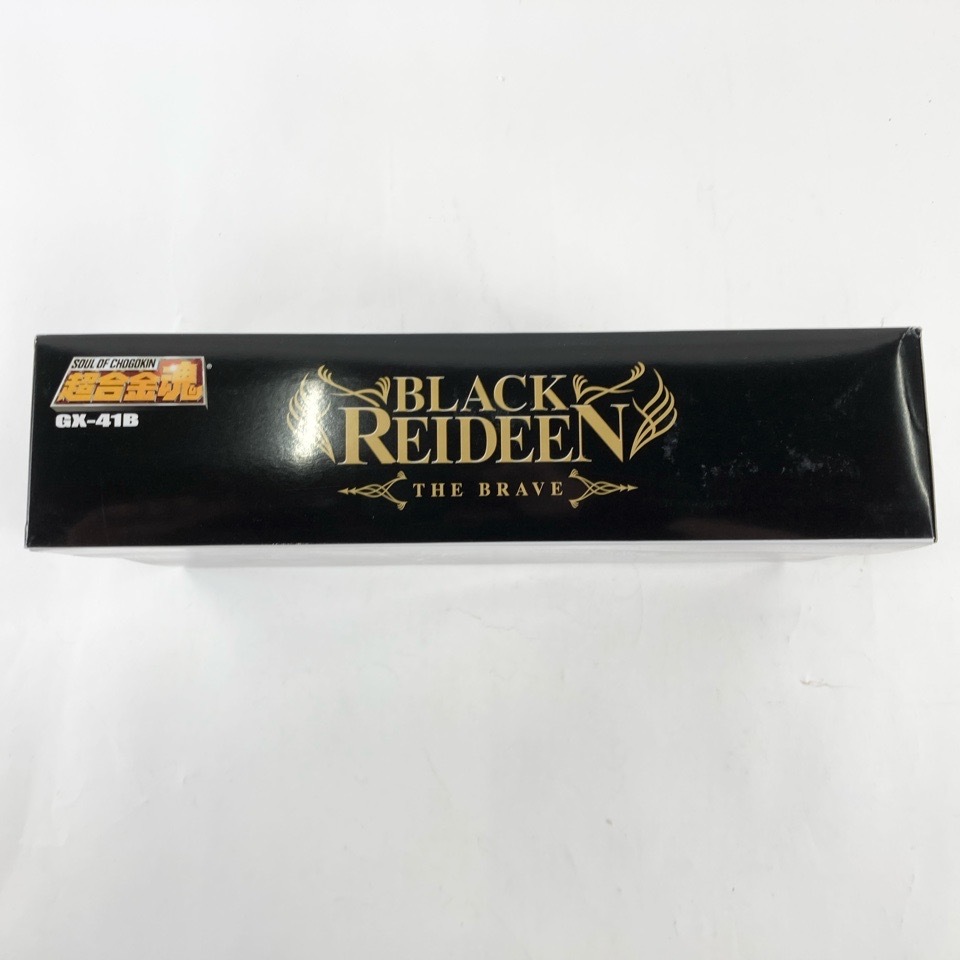 SOUL OF CHOGOKIN
超合金魂
GX-41B
BLACK
REIDEEN
THE BRAVE